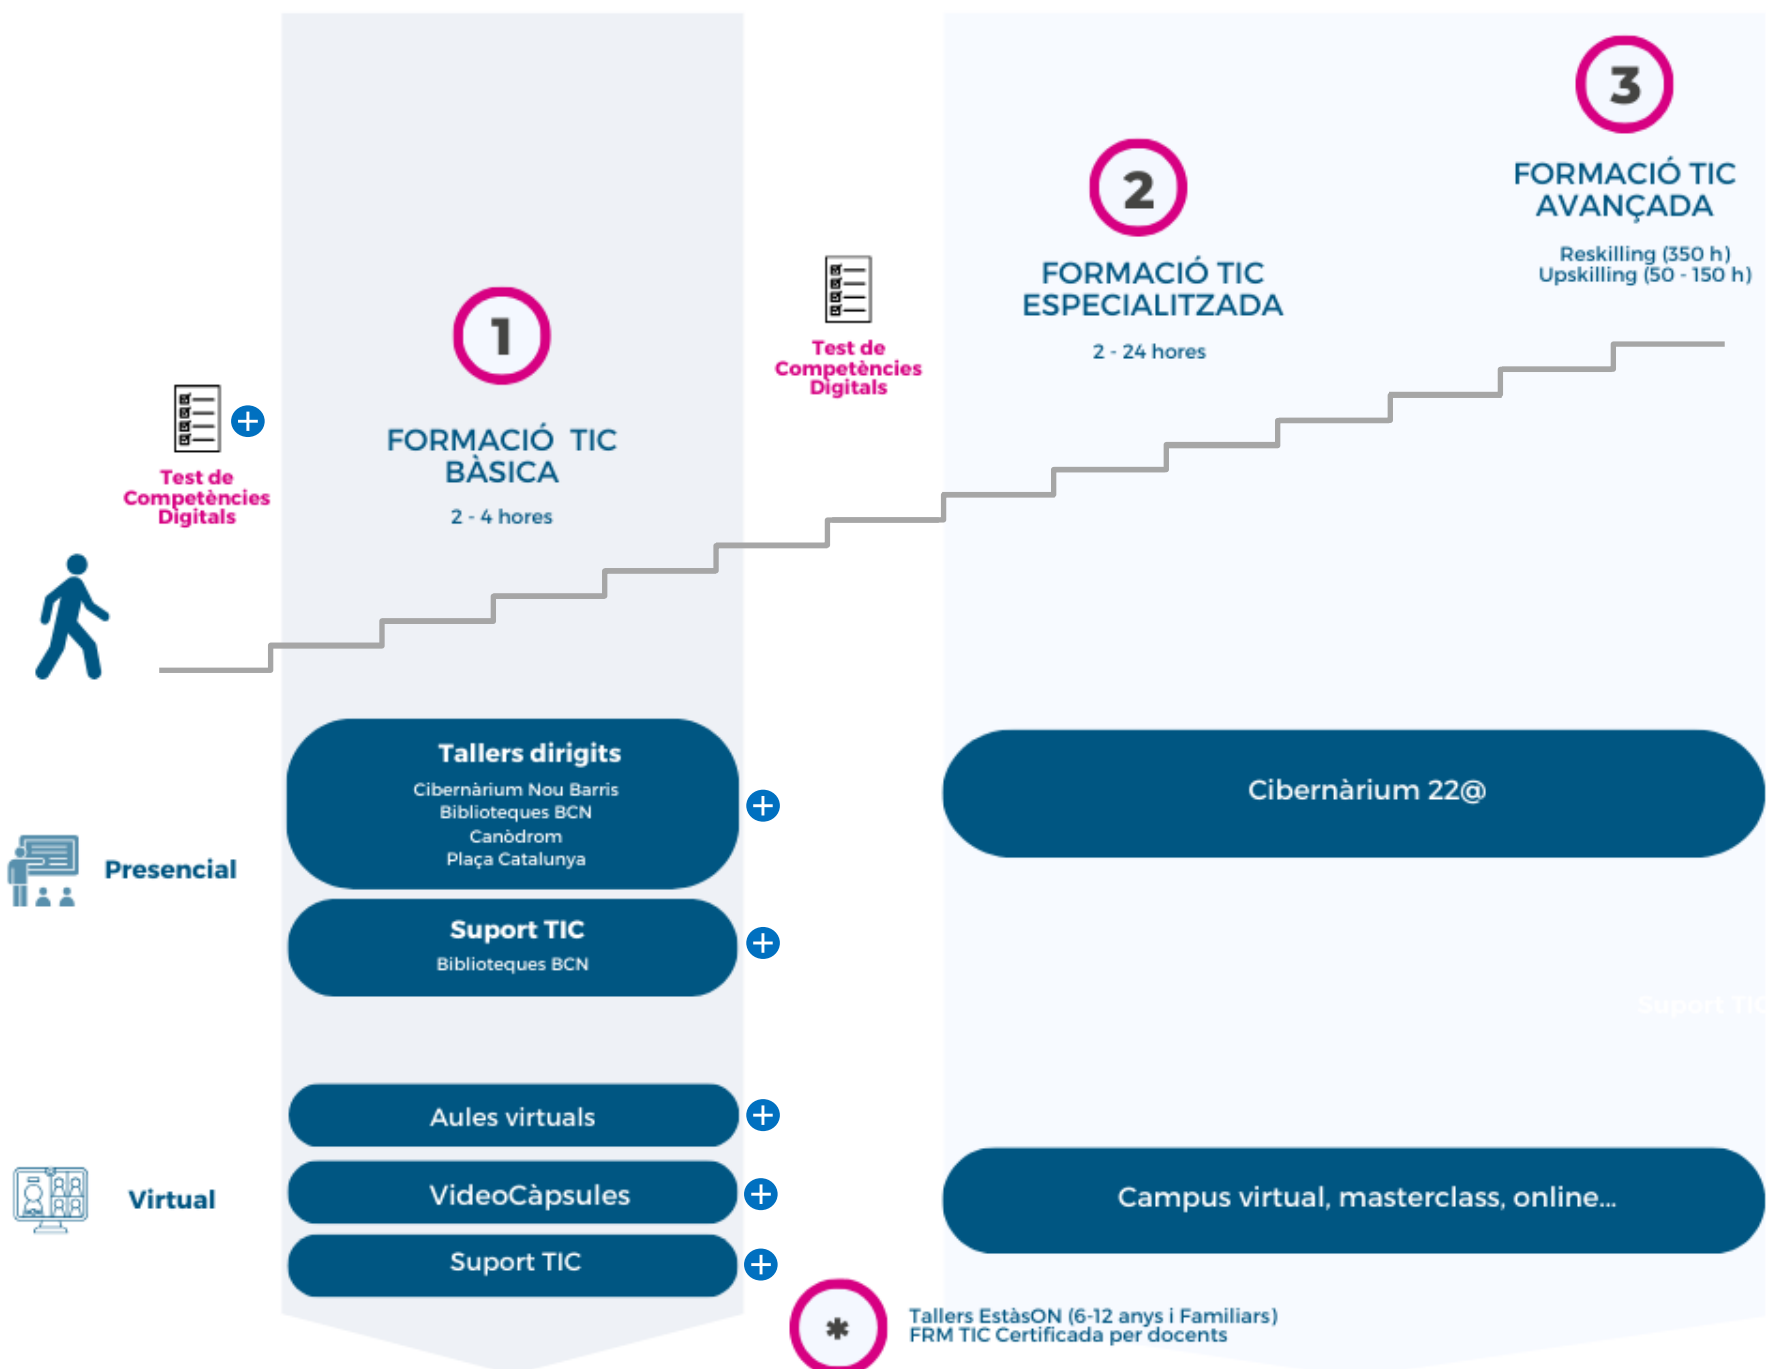 3
FORMACIÓ TIC
AVANÇADA
Reskilling (350 h)
Upskilling (50 - 150 h)
2
FORMACIÓ TIC
ESPECIALITZADA
2 - 24 hores
1
FORMACIÓ TIC
BÀSICA
2 - 4 hores
Test de
Competències
Digitals
Test de
Competències
Digitals
Presencial
Tallers dirigits
Cibernàrium Nou Barris
Biblioteques BCN
Canòdrom
Plaça Catalunya
Suport TIC
Biblioteques BCN
Cibernàrium 22@
Suport TIC
Virtual
Aules virtuals
VideoCàpsules
Suport TIC
Campus virtual, masterclass, online...
*
Tallers EstàsON (6-12 anys i Familiars)
FRM TIC Certificada per docents